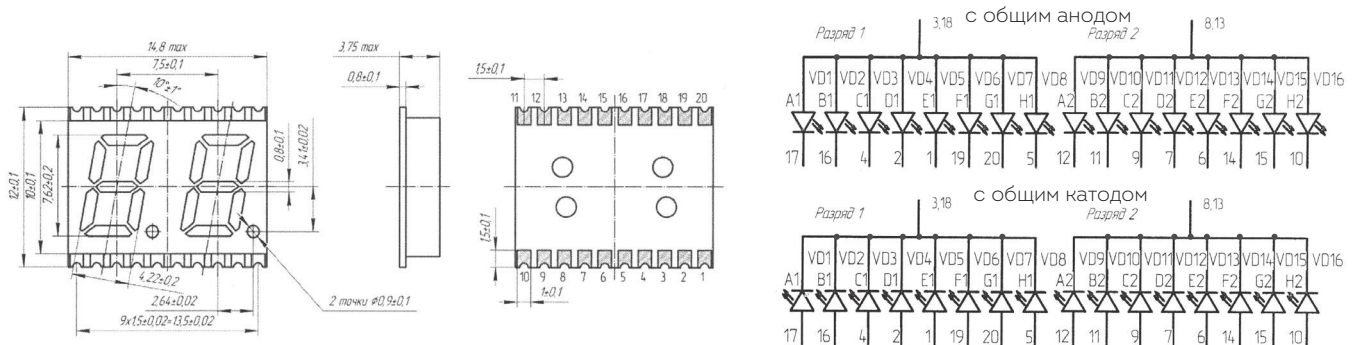 14,8 max
7,5±0,1
10°±1°
12±0,1
10±0,1
7,62±0,2
0,8±0,1
3,41±0,02
4,22±0,2
2,64±0,02
9x1,5±0,02=13,5±0,02
2 точки ø0,9±0,1
3,75 max
0,8±0,1
1,5±0,1
11 12 13 14 15 16 17 18 19 20
1,5±0,1
10 9 8 7 6 5 4 3 2 1
1±0,1
с общим анодом
Разряд 1 3,18 Разряд 2 8,13
VD1 VD2 VD3 VD4 VD5 VD6 VD7 VD8 VD9 VD10 VD11 VD12 VD13 VD14 VD15 VD16
A1 B1 C1 D1 E1 F1 G1 H1 A2 B2 C2 D2 E2 F2 G2 H2
17 16 4 2 1 19 20 5 12 11 9 7 6 14 15 10
с общим катодом
Разряд 1 3,18 Разряд 2 8,13
VD1 VD2 VD3 VD4 VD5 VD6 VD7 VD8 VD9 VD10 VD11 VD12 VD13 VD14 VD15 VD16
A1 B1 C1 D1 E1 F1 G1 H1 A2 B2 C2 D2 E2 F2 G2 H2
17 16 4 2 1 19 20 5 12 11 9 7 6 14 15 10